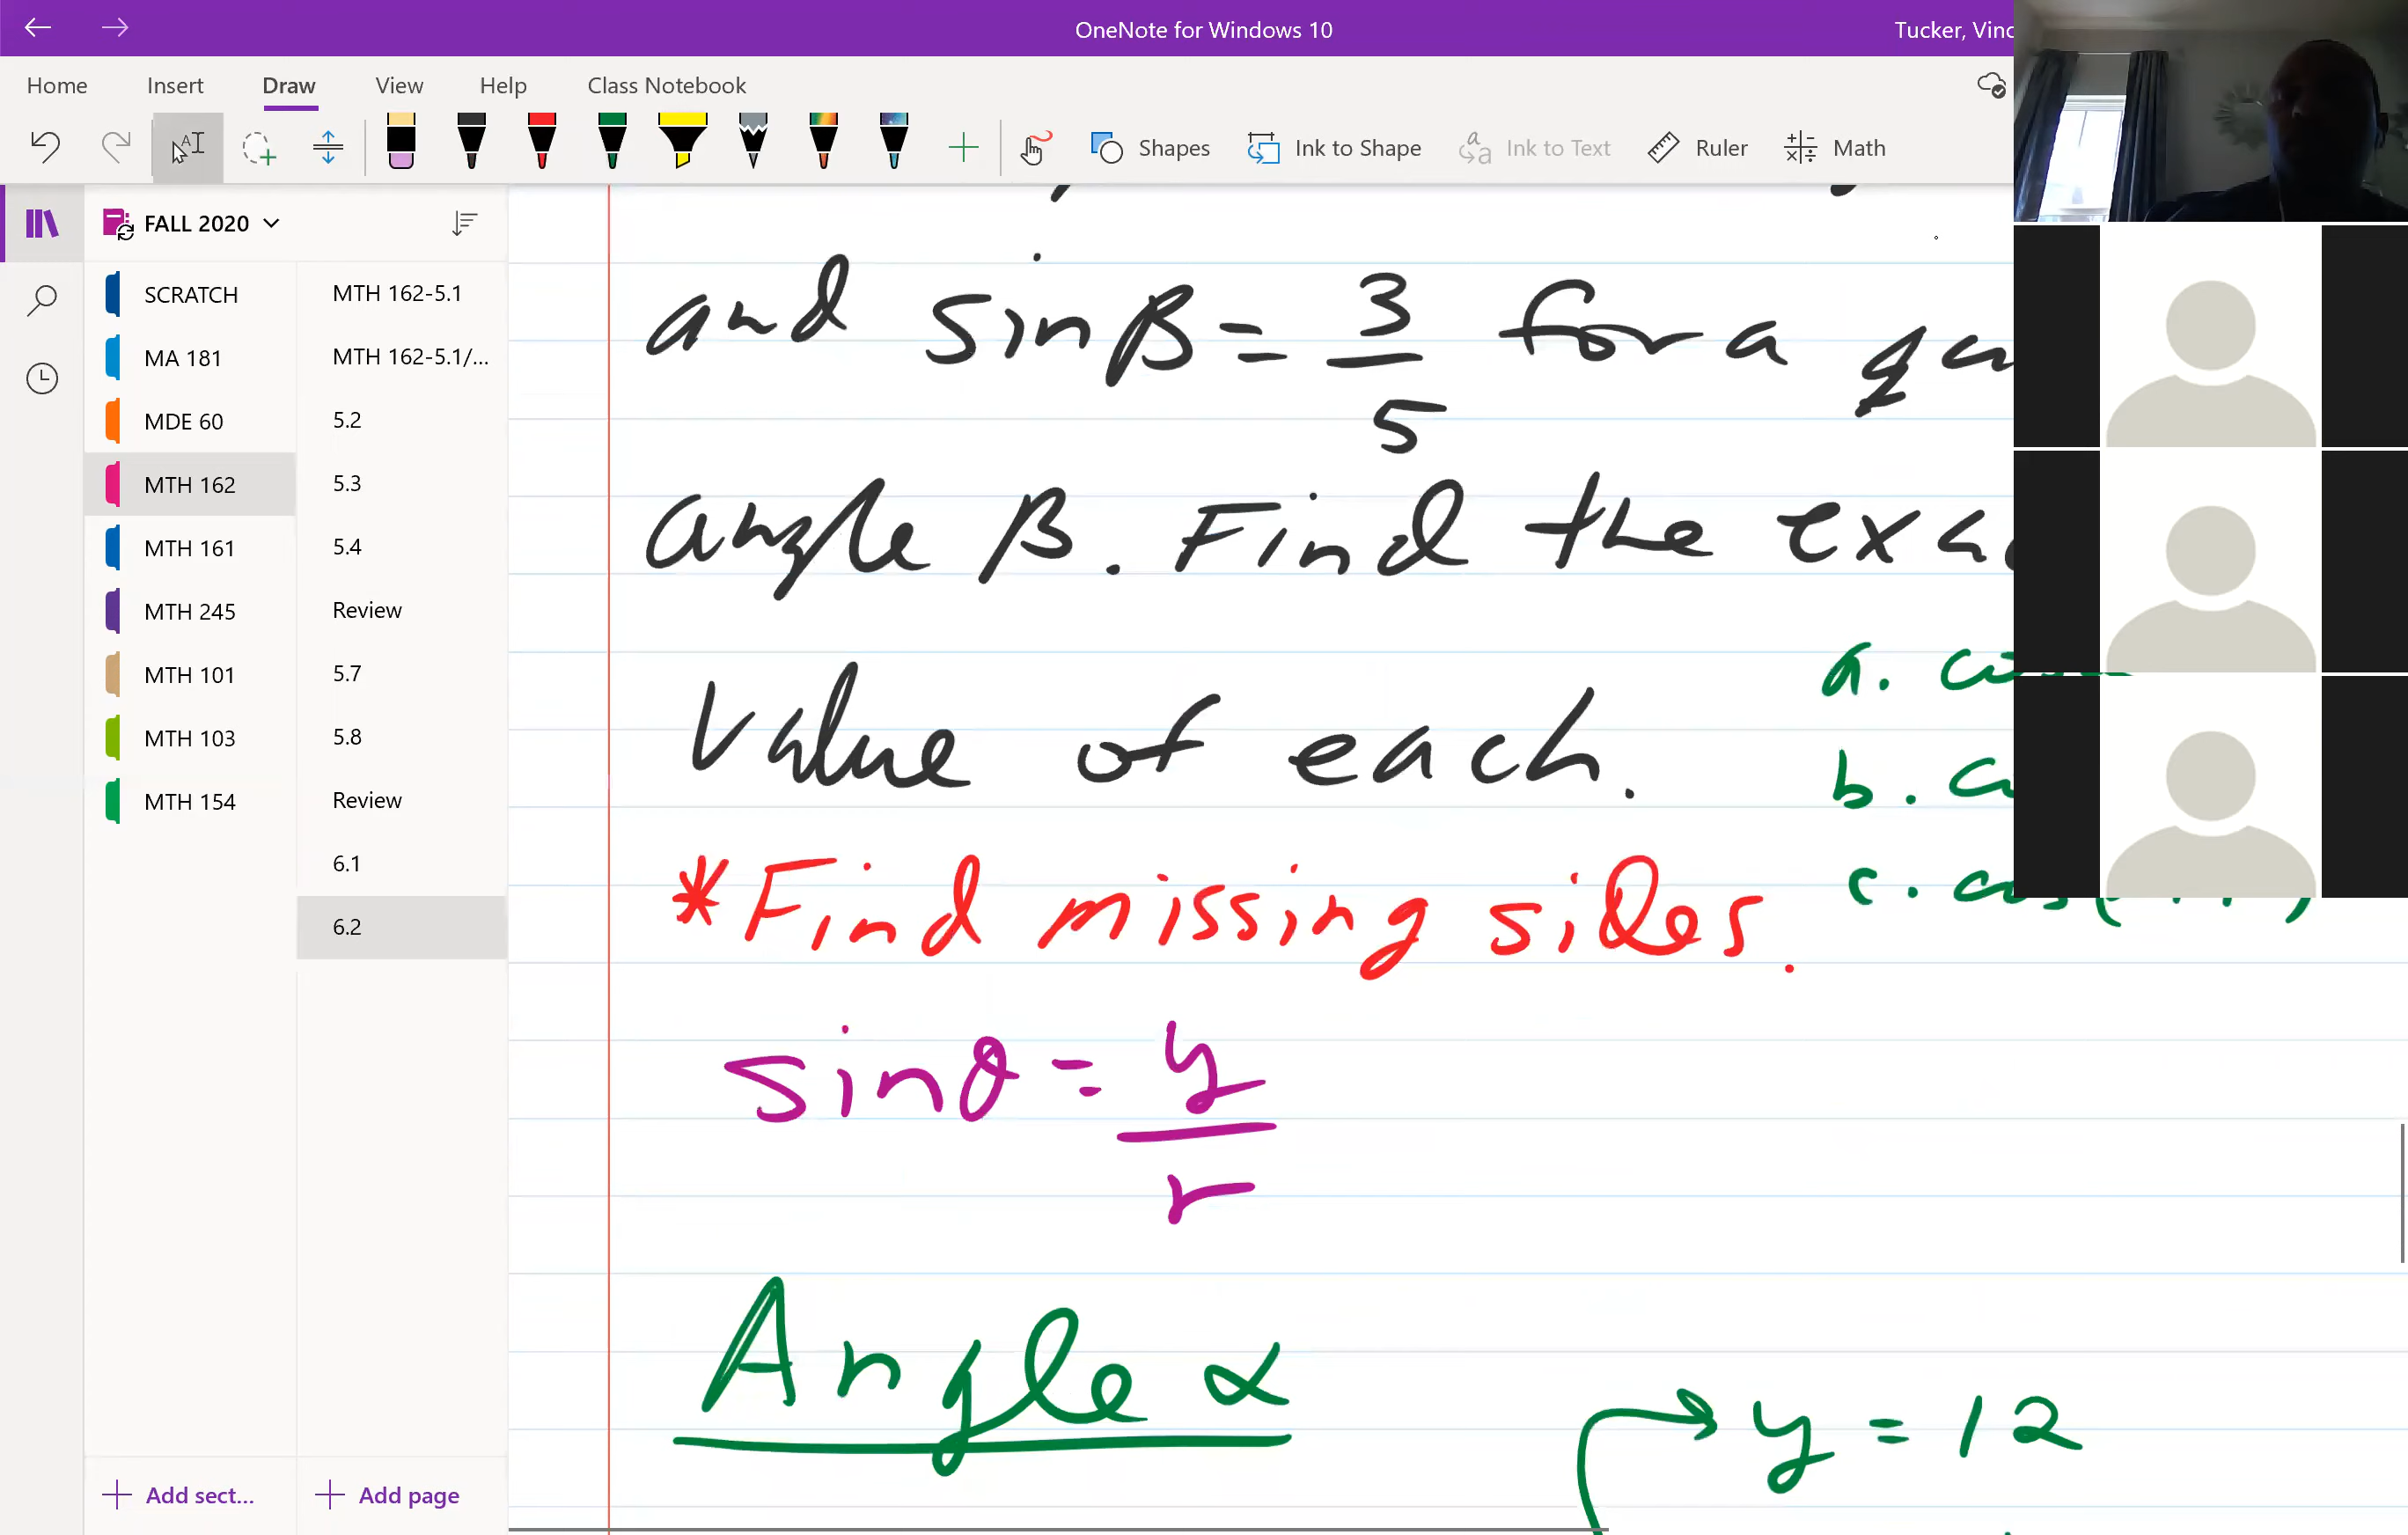 OneNote for Windows 10
Tucker, Vinc
Home Insert Draw View Help Class Notebook
Shapes Ink to Shape Ink to Text Ruler Math
FALL 2020
SCRATCH
MA 181
MDE 60
MTH 162
MTH 161
MTH 245
MTH 101
MTH 103
MTH 154
MTH 162-5.1
MTH 162-5.1/...
5.2
5.3
5.4
Review
5.7
5.8
Review
6.1
6.2
Add sect...
Add page
and sinβ = 3/5 for a
angle β. Find the
value of each.
a.
b.
c. cos(
*Find missing sides.
sinθ = y/r
Angle α
y = 12